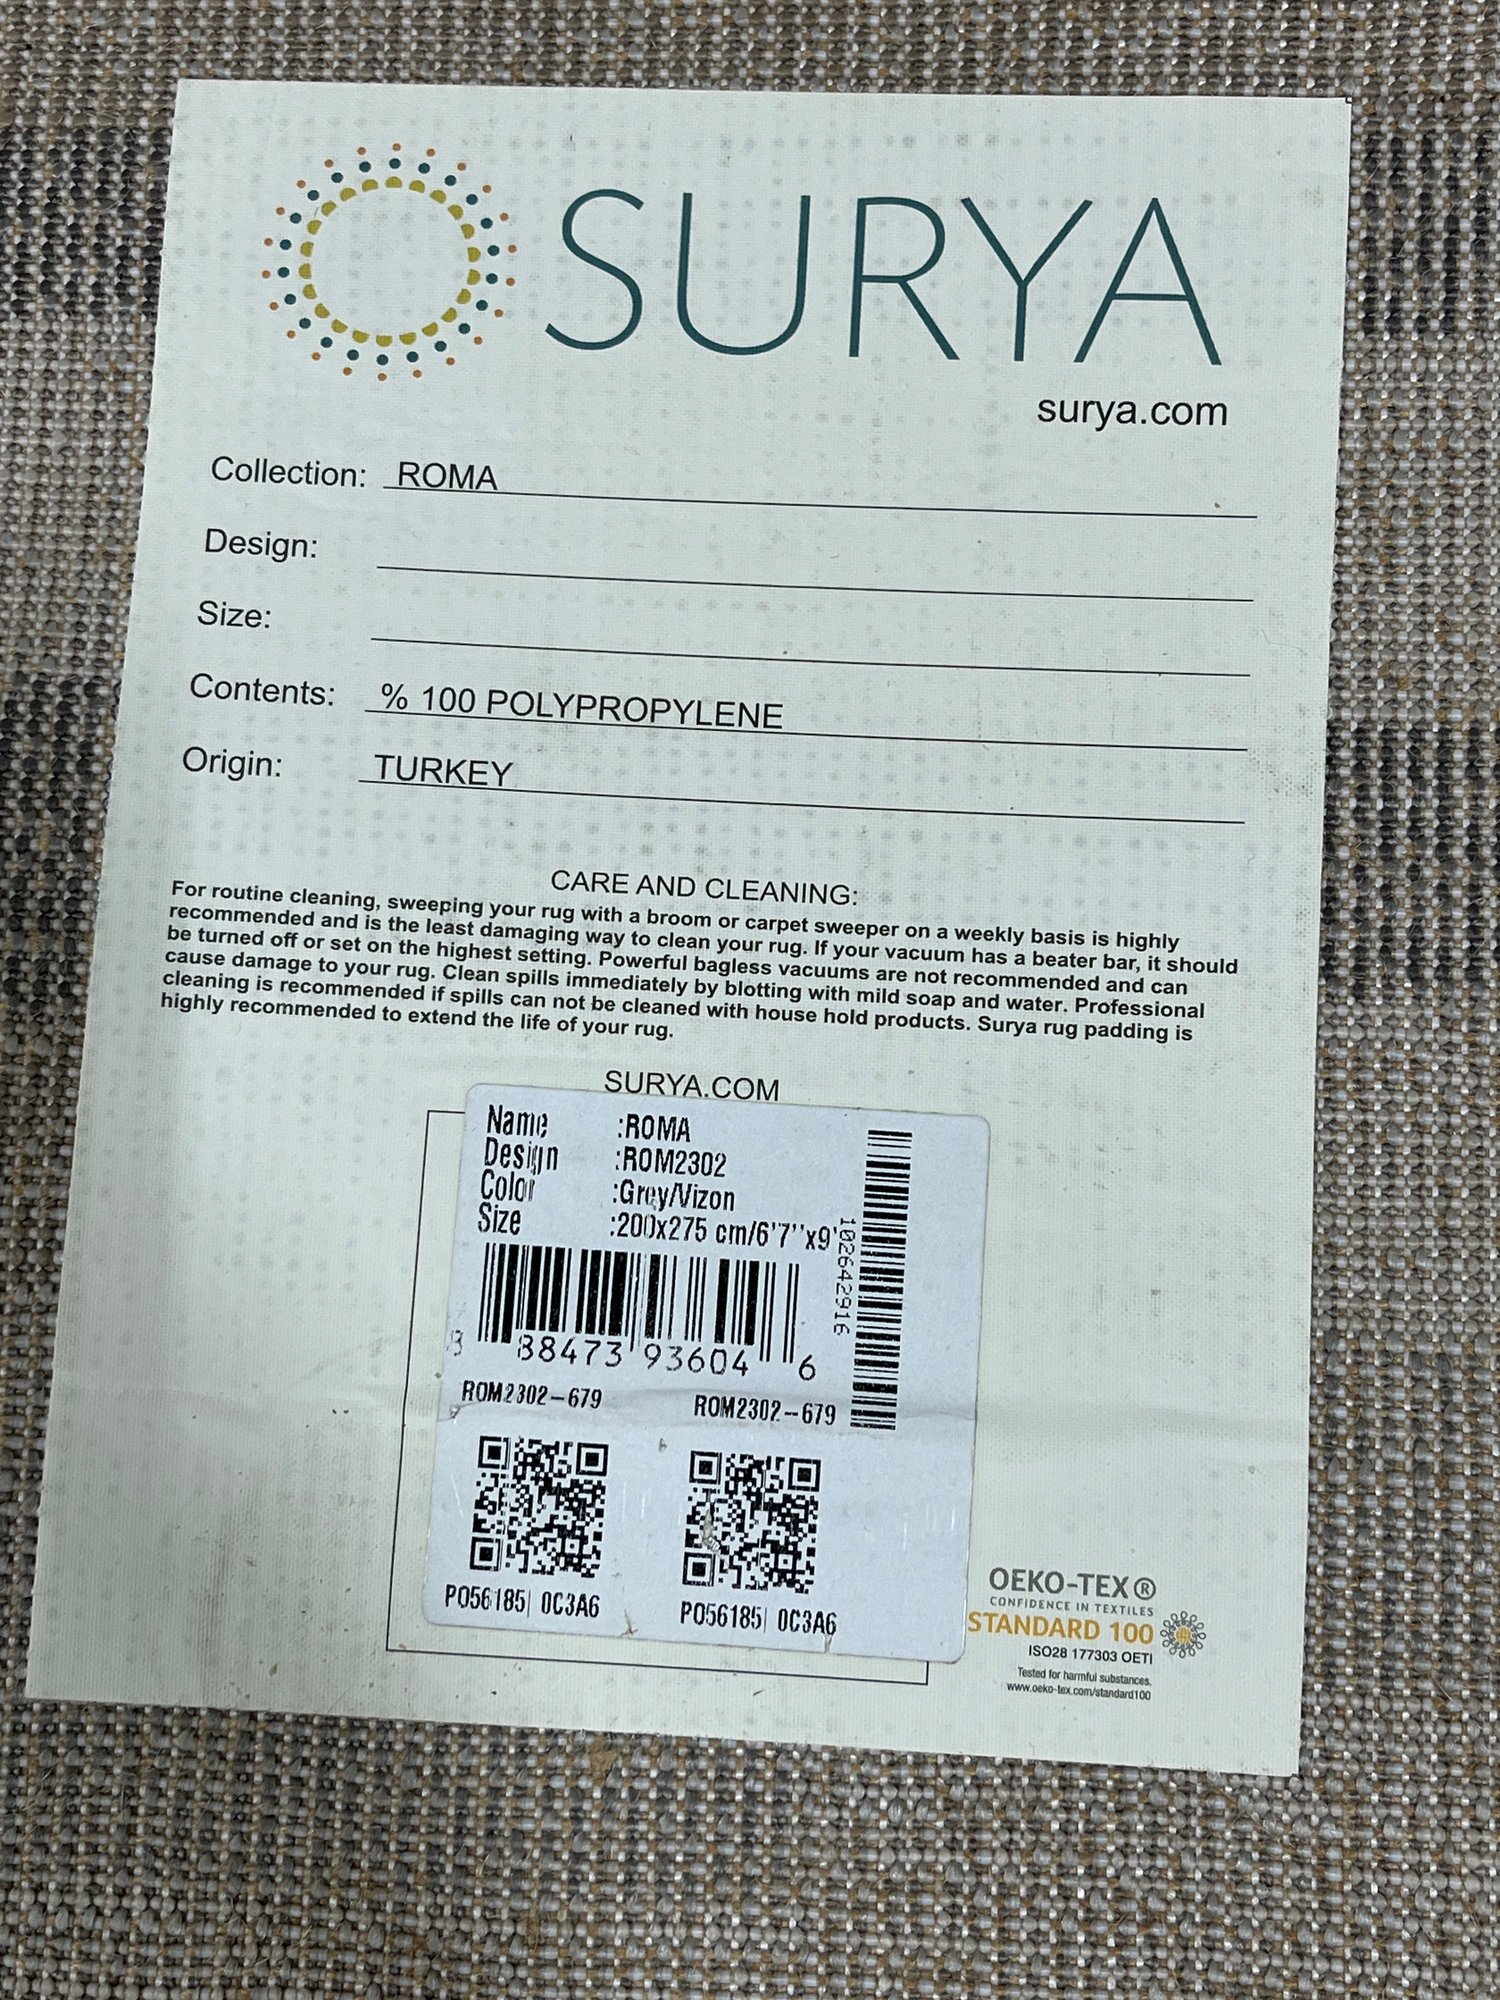 SURYA
surya.com
Collection: ROMA
Design:
Size:
Contents: % 100 POLYPROPYLENE
Origin: TURKEY
CARE AND CLEANING:
For routine cleaning, sweeping your rug with a broom or carpet sweeper on a weekly basis is highly
recommended and is the least damaging way to clean your rug. If your vacuum has a beater bar, it should
be turned off or set on the highest setting. Powerful bagless vacuums are not recommended and can
cause damage to your rug. Clean spills immediately by blotting with mild soap and water. Professional
cleaning is recommended if spills can not be cleaned with house hold products. Surya rug padding is
highly recommended to extend the life of your rug.
SURYA.COM
Name :ROMA
Design :ROM2302
Color :Grey/Vizon
Size :200x275 cm/6'7''x9'
102642916
8 88473 93604 6
ROM2302-679 ROM2302-679
P056185| 0C3A6 P056185| 0C3A6
OEKO-TEX®
CONFIDENCE IN TEXTILES
STANDARD 100
ISO28 177303 OETI
Tested for harmful substances.
www.oeko-tex.com/standard100